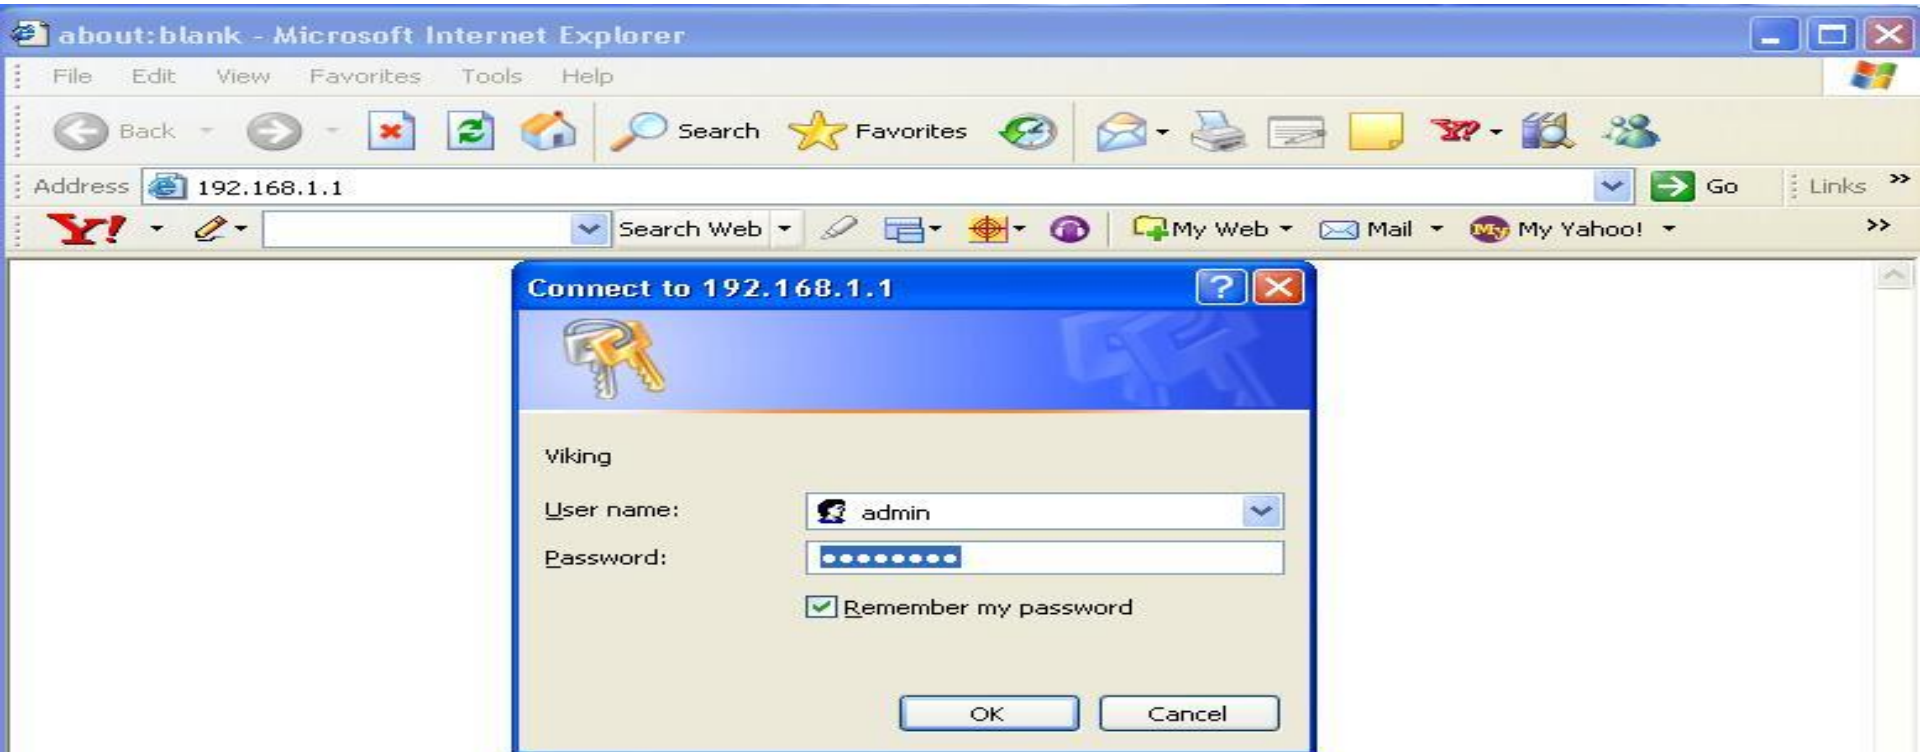 about:blank - Microsoft Internet Explorer
File Edit View Favorites Tools Help
Back Search Favorites Y?
Address 192.168.1.1 Go Links »
Y! Search Web My Web Mail My My Yahoo! »
Connect to 192.168.1.1
Viking
User name: admin
Password: ••••••••
Remember my password
OK Cancel